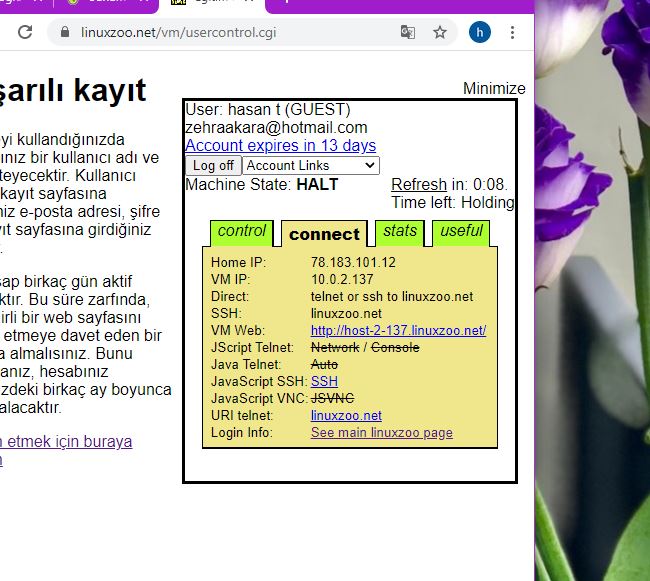 linuxzoo.net/vm/usercontrol.cgi
h
şarılı kayıt
Minimize
User: hasan t (GUEST)
zehraakara@hotmail.com
Account expires in 13 days
Log off Account Links
Machine State: HALT Refresh in: 0:08.
Time left: Holding
control connect stats useful
Home IP: 78.183.101.12
VM IP: 10.0.2.137
Direct: telnet or ssh to linuxzoo.net
SSH: linuxzoo.net
VM Web: http://host-2-137.linuxzoo.net/
JScript Telnet: Network / Console
Java Telnet: Auto
JavaScript SSH: SSH
JavaScript VNC: JSVNC
URI telnet: linuxzoo.net
Login Info: See main linuxzoo page
eyi kullandığınızda
ınız bir kullanıcı adı ve
teyecektir. Kullanıcı
kayıt sayfasına
niz e-posta adresi, şifre
ıt sayfasına girdiğiniz
r.
sap birkaç gün aktif
ktır. Bu süre zarfında,
irli bir web sayfasını
etmeye davet eden bir
a almalısınız. Bunu
anız, hesabınız
izdeki birkaç ay boyunca
alacaktır.
n etmek için buraya
n